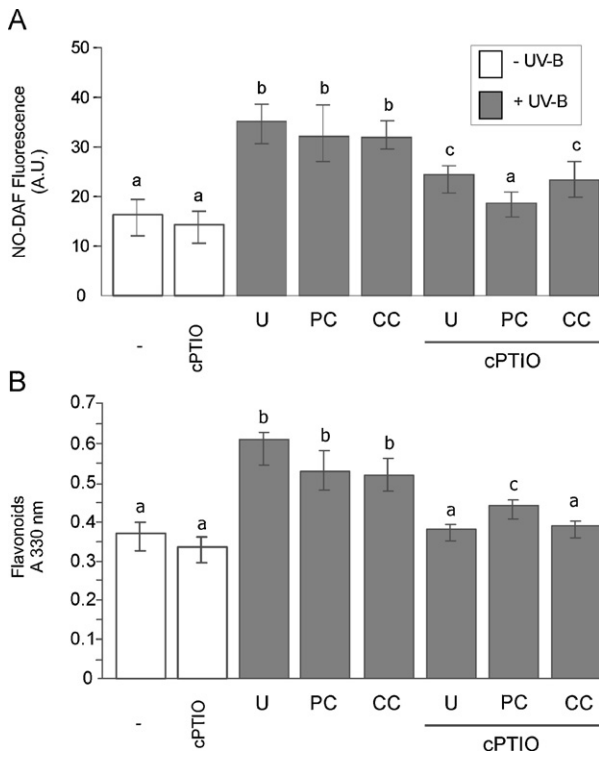 A
50
40
30
20
10
0
NO-DAF Fluorescence
(A.U.)
- UV-B
+ UV-B
a
a
b
b
b
c
a
c
-
cPTIO
U
PC
CC
U
PC
CC
cPTIO
B
0.7
0.6
0.5
0.4
0.3
0.2
0.1
0
Flavonoids
A 330 nm
a
a
b
b
b
a
c
a
-
cPTIO
U
PC
CC
U
PC
CC
cPTIO